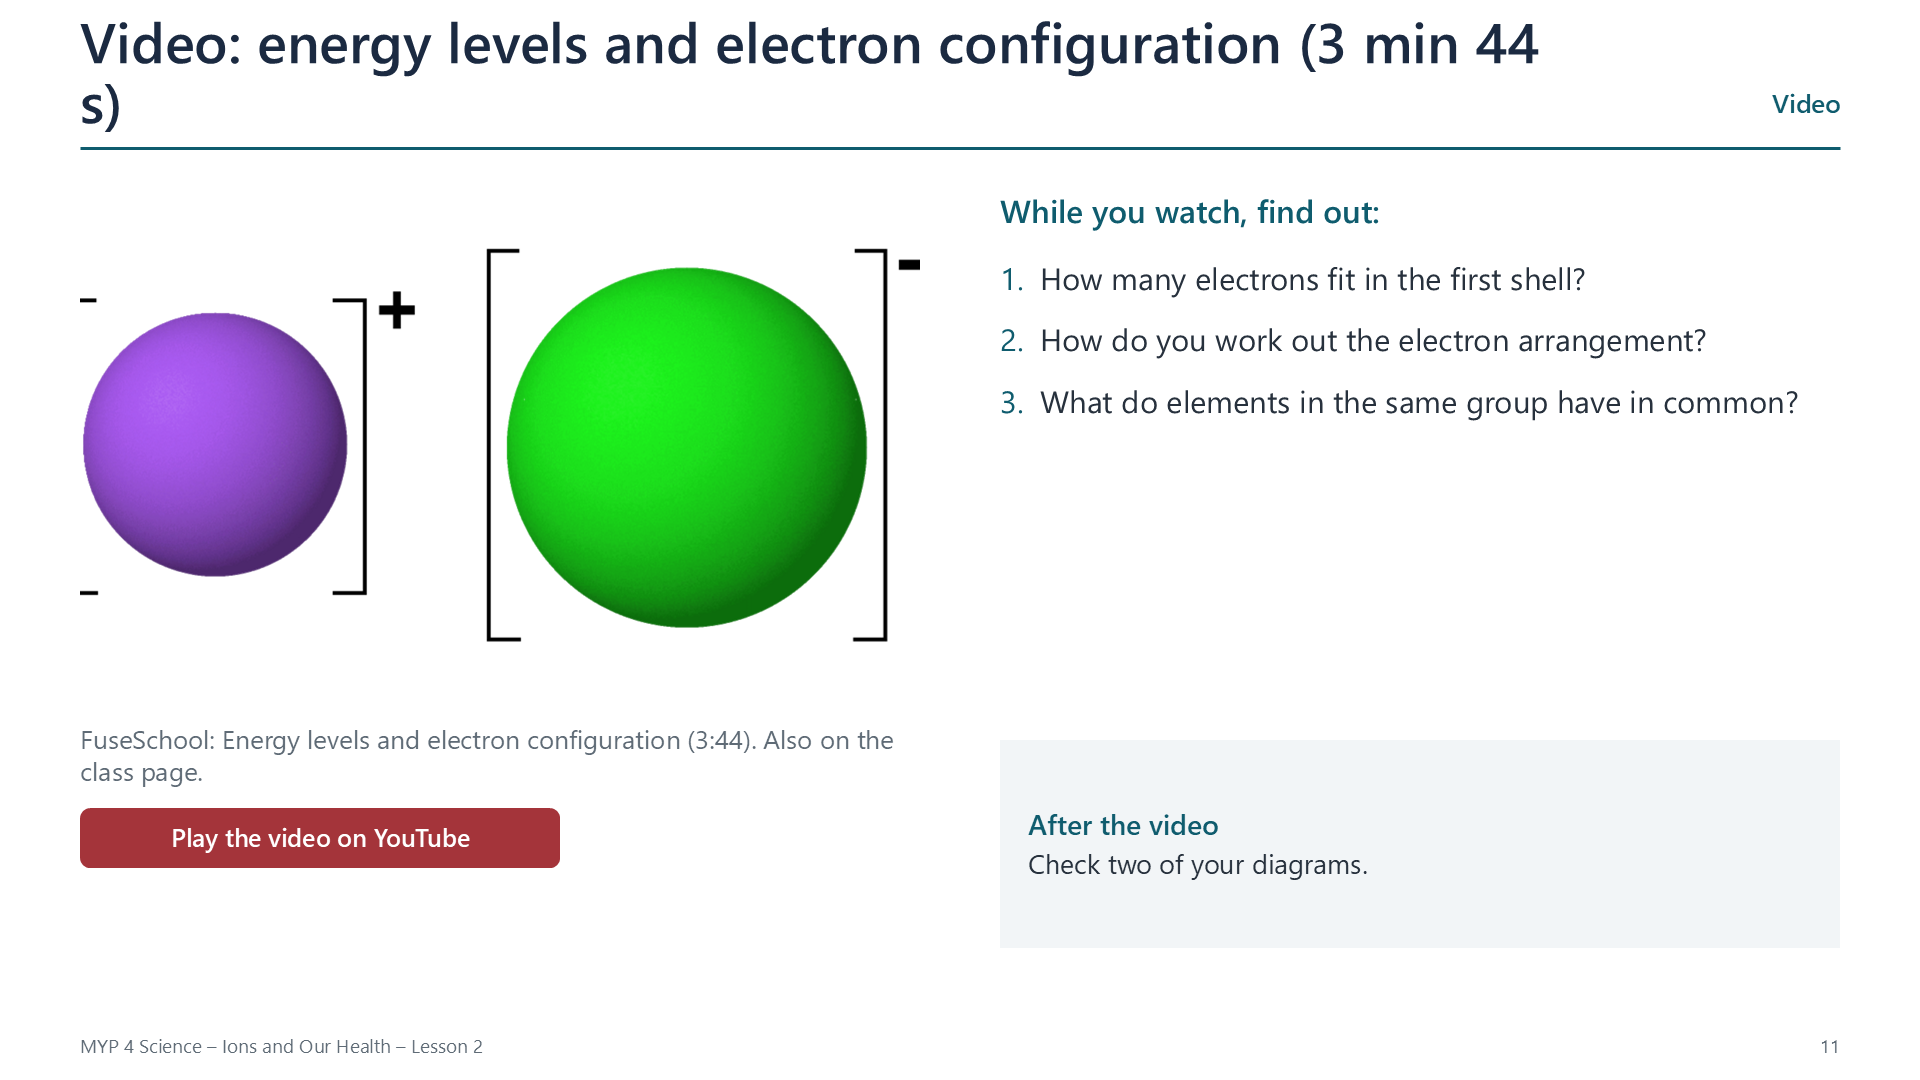 Video: energy levels and electron configuration (3 min 44
s)
Video
+
-
While you watch, find out:
1. How many electrons fit in the first shell?
2. How do you work out the electron arrangement?
3. What do elements in the same group have in common?
FuseSchool: Energy levels and electron configuration (3:44). Also on the
class page.
Play the video on YouTube
After the video
Check two of your diagrams.
MYP 4 Science – Ions and Our Health – Lesson 2
11